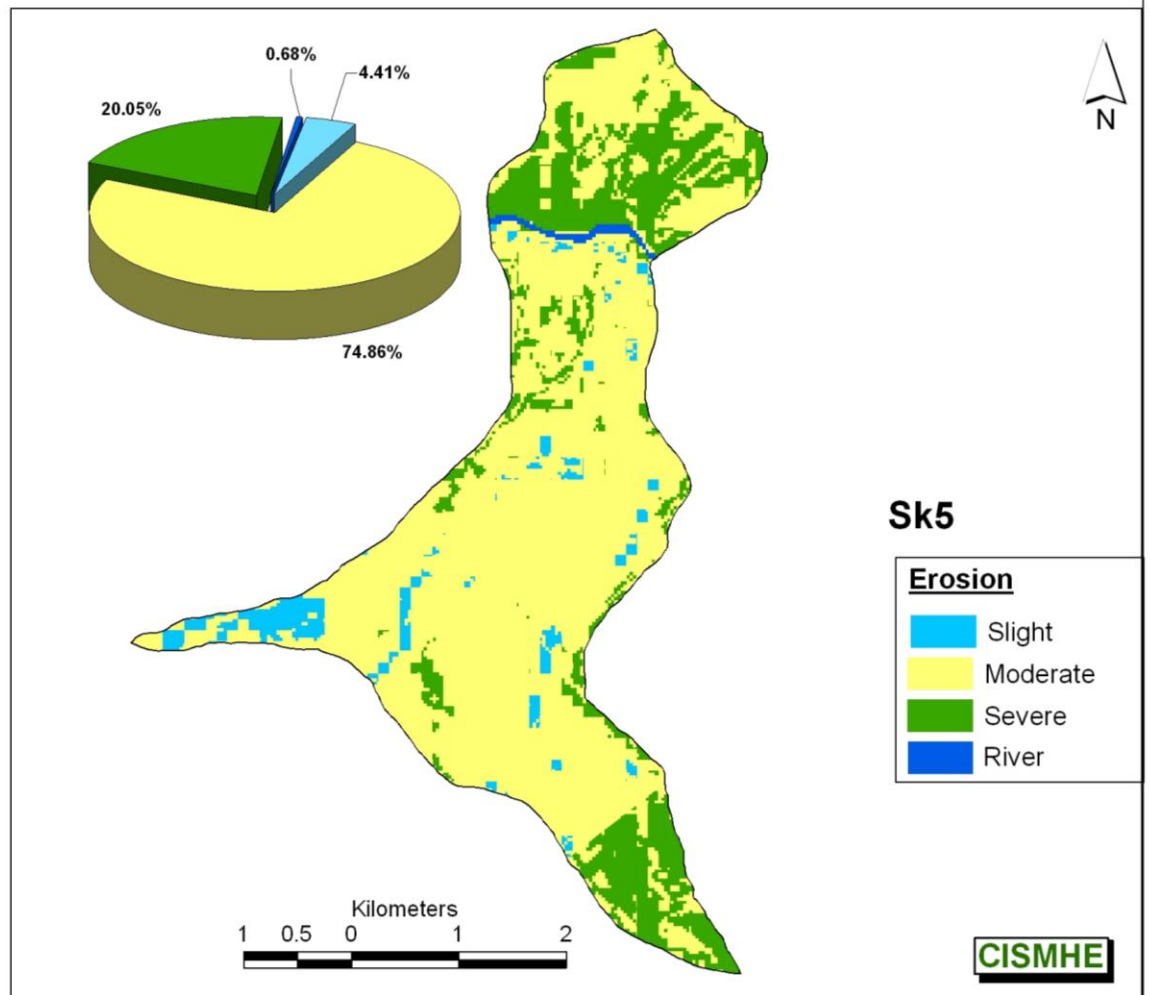 0.68%
4.41%
20.05%
74.86%
N
Sk5
Erosion
Slight
Moderate
Severe
River
Kilometers
1 0.5 0 1 2
CISMHE